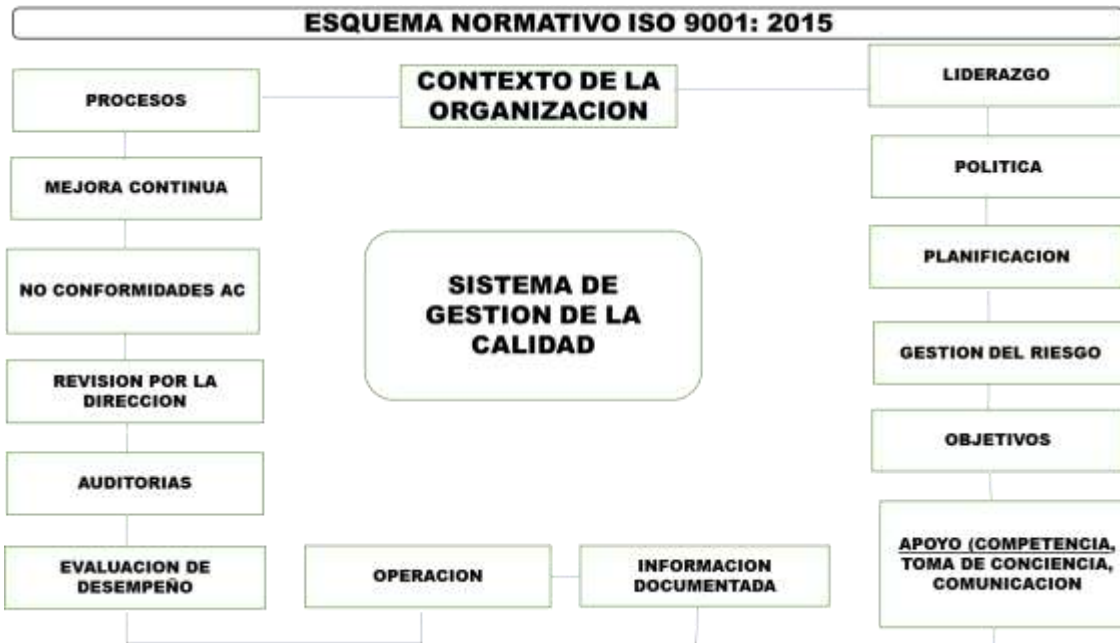 ESQUEMA NORMATIVO ISO 9001: 2015
PROCESOS
CONTEXTO DE LA
ORGANIZACION
LIDERAZGO
MEJORA CONTINUA
POLITICA
NO CONFORMIDADES AC
SISTEMA DE
GESTION DE LA
CALIDAD
PLANIFICACION
REVISION POR LA
DIRECCION
GESTION DEL RIESGO
AUDITORIAS
OBJETIVOS
EVALUACION DE
DESEMPEÑO
OPERACION
INFORMACION
DOCUMENTADA
APOYO (COMPETENCIA,
TOMA DE CONCIENCIA,
COMUNICACION